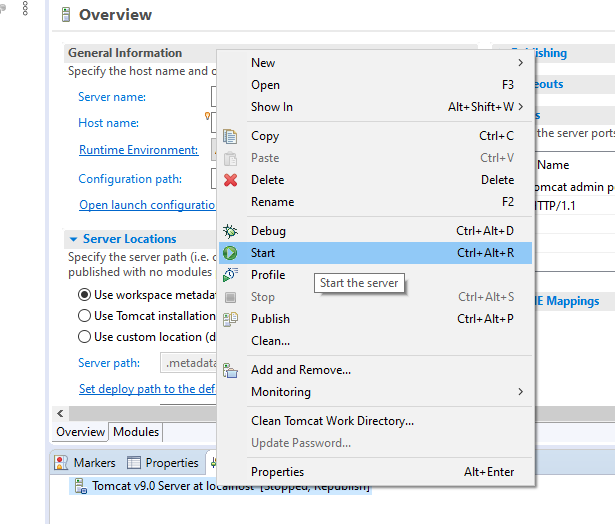 Overview
General Information
Specify the host name and
Server name:
Host name:
Runtime Environment:
Configuration path:
Open launch configuration
Server Locations
Specify the server path (i.e.
published with no modules
Use workspace metadat
Use Tomcat installation
Use custom location (d
Server path: .metadata
Set deploy path to the def
Overview Modules
New
Open F3
Show In Alt+Shift+W
Copy Ctrl+C
Paste Ctrl+V
Delete Delete
Rename F2
Debug Ctrl+Alt+D
Start Ctrl+Alt+R
Profile
Start the server
Stop Ctrl+Alt+S
Publish Ctrl+Alt+P
Clean...
Add and Remove...
Monitoring
Clean Tomcat Work Directory...
Update Password...
Properties Alt+Enter
Publishing
eouts
s
the server ports
Name
omcat admin p
HTTP/1.1
E Mappings
Markers Properties
Tomcat v9.0 Server at localhost [Stopped, Republish]